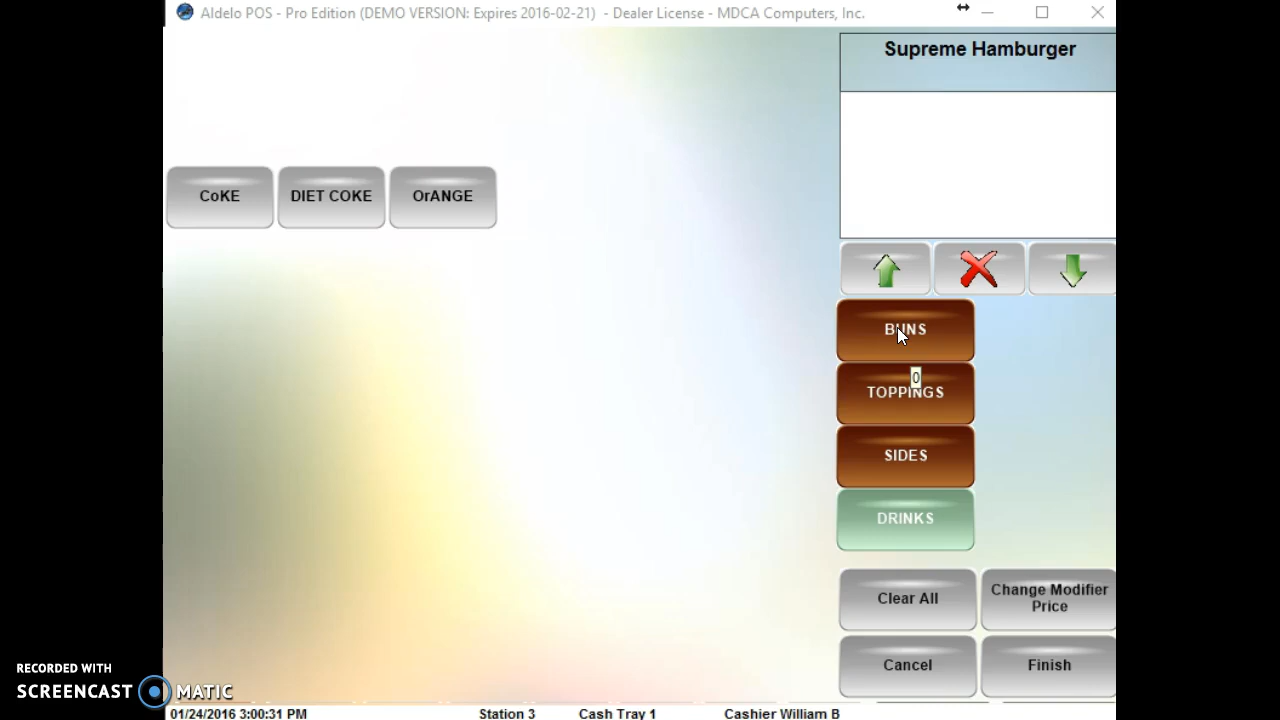 Aldelo POS - Pro Edition (DEMO VERSION: Expires 2016-02-21) - Dealer License - MDCA Computers, Inc.
Supreme Hamburger
CoKE
DIET COKE
OrANGE
BUNS
0
TOPPINGS
SIDES
DRINKS
Clear All
Change Modifier
Price
Cancel
Finish
RECORDED WITH
SCREENCAST MATIC
01/24/2016 3:00:31 PM
Station 3
Cash Tray 1
Cashier William B